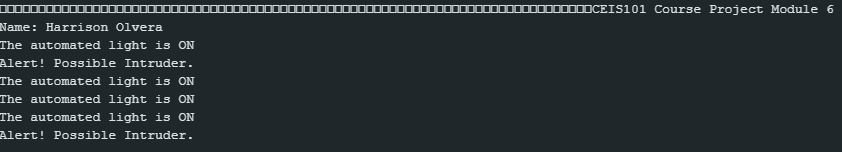 CEIS101 Course Project Module 6
Name: Harrison Olvera
The automated light is ON
Alert! Possible Intruder.
The automated light is ON
The automated light is ON
The automated light is ON
Alert! Possible Intruder.